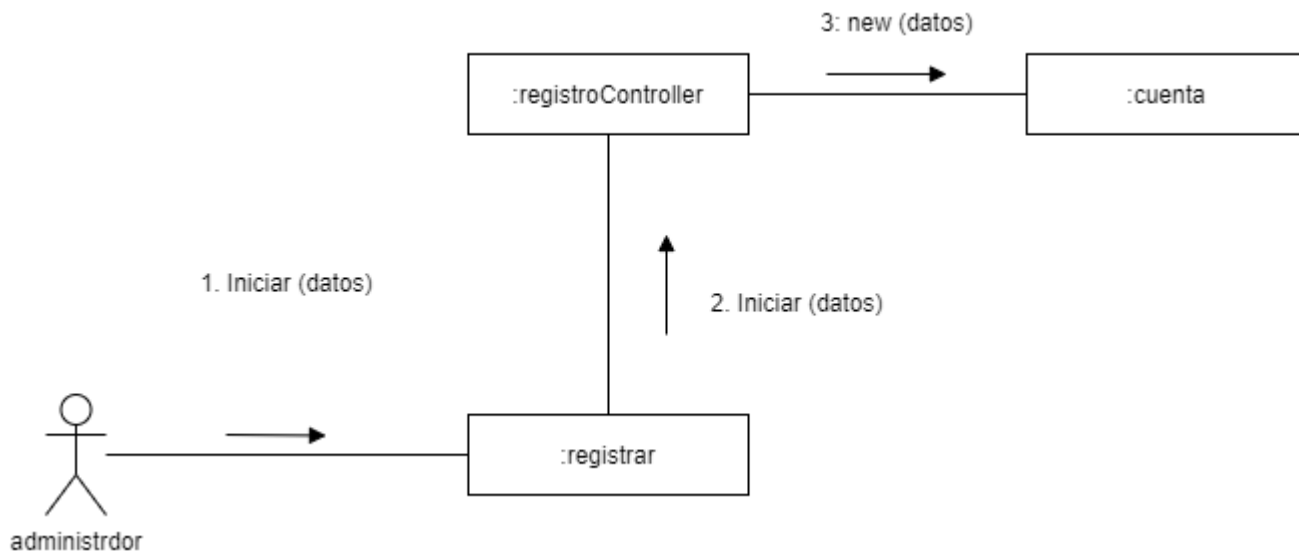 3: new (datos)
:registroController
:cuenta
1. Iniciar (datos)
2. Iniciar (datos)
:registrar
administrdor